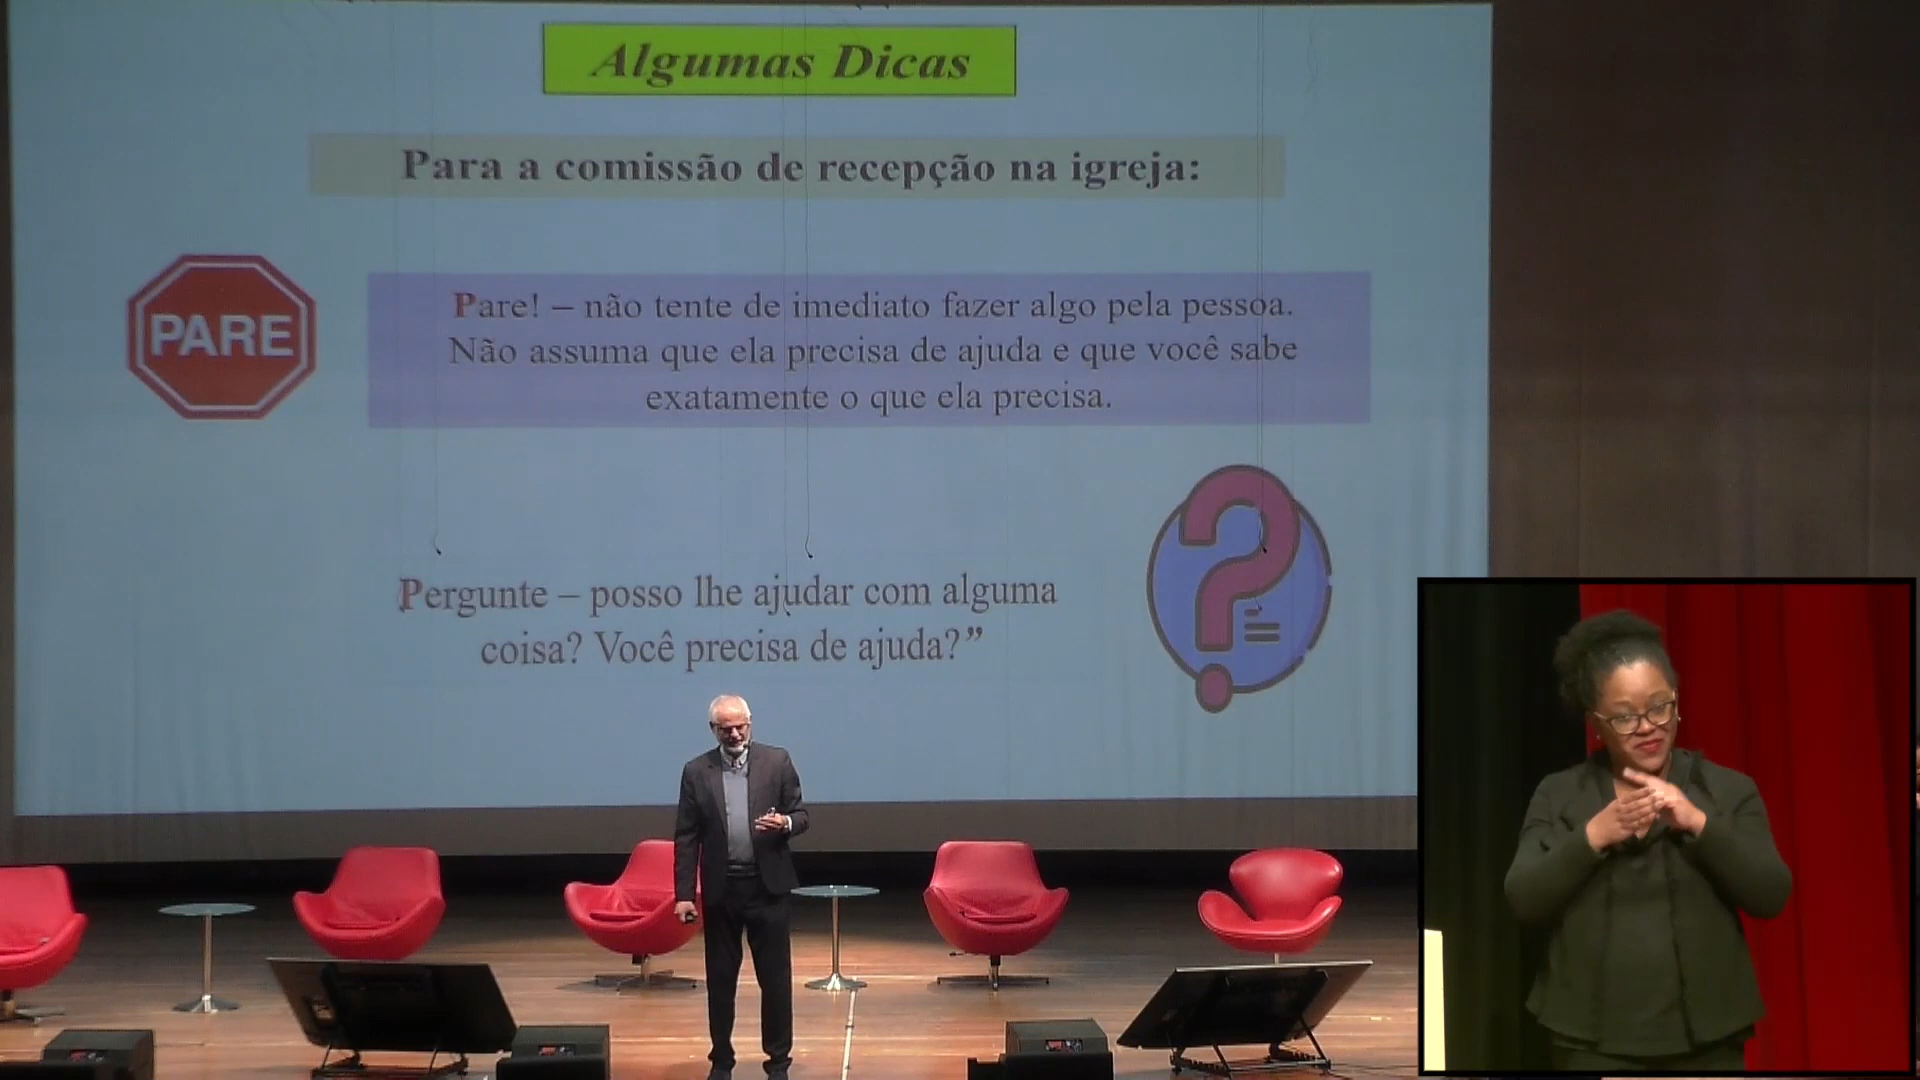 Algumas Dicas
Para a comissão de recepção na igreja:
PARE
Pare! – não tente de imediato fazer algo pela pessoa.
Não assuma que ela precisa de ajuda e que você sabe
exatamente o que ela precisa.
Pergunte – posso lhe ajudar com alguma
coisa? Você precisa de ajuda?”